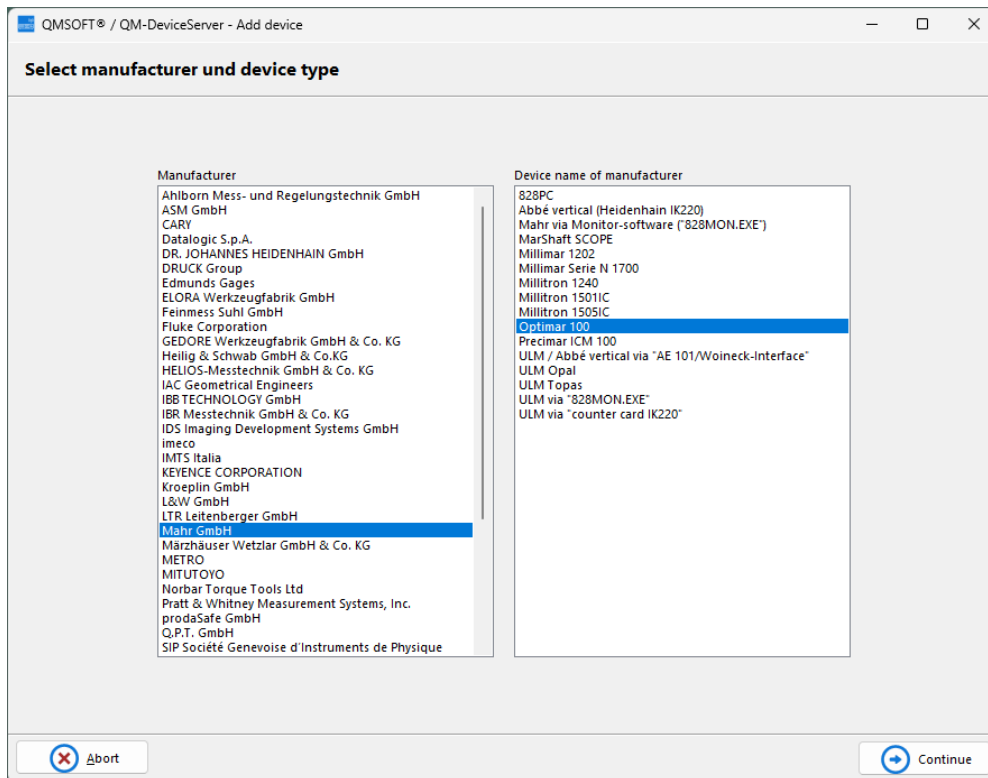 QMSOFT® / QM-DeviceServer - Add device
Select manufacturer und device type
Manufacturer
Ahlborn Mess- und Regelungstechnik GmbH
ASM GmbH
CARY
Datalogic S.p.A.
DR. JOHANNES HEIDENHAIN GmbH
DRUCK Group
Edmunds Gages
ELORA Werkzeugfabrik GmbH
Feinmess Suhl GmbH
Fluke Corporation
GEDORE Werkzeugfabrik GmbH & Co. KG
Heilig & Schwab GmbH & Co.KG
HELIOS-Messtechnik GmbH & Co. KG
IAC Geometrical Engineers
IBB TECHNOLOGY GmbH
IBR Messtechnik GmbH & Co. KG
IDS Imaging Development Systems GmbH
imeco
IMTS Italia
KEYENCE CORPORATION
Kroeplin GmbH
L&W GmbH
LTR Leitenberger GmbH
Mahr GmbH
Märzhäuser Wetzlar GmbH & Co. KG
METRO
MITUTOYO
Norbar Torque Tools Ltd
Pratt & Whitney Measurement Systems, Inc.
prodaSafe GmbH
Q.P.T. GmbH
SIP Société Genevoise d´Instruments de Physique
Device name of manufacturer
828PC
Abbé vertical (Heidenhain IK220)
Mahr via Monitor-software ("828MON.EXE")
MarShaft SCOPE
Millimar 1202
Millimar Serie N 1700
Millitron 1240
Millitron 1501IC
Millitron 1505IC
Optimar 100
Precimar ICM 100
ULM / Abbé vertical via "AE 101/Woineck-Interface"
ULM Opal
ULM Topas
ULM via "828MON.EXE"
ULM via "counter card IK220"
Abort
Continue